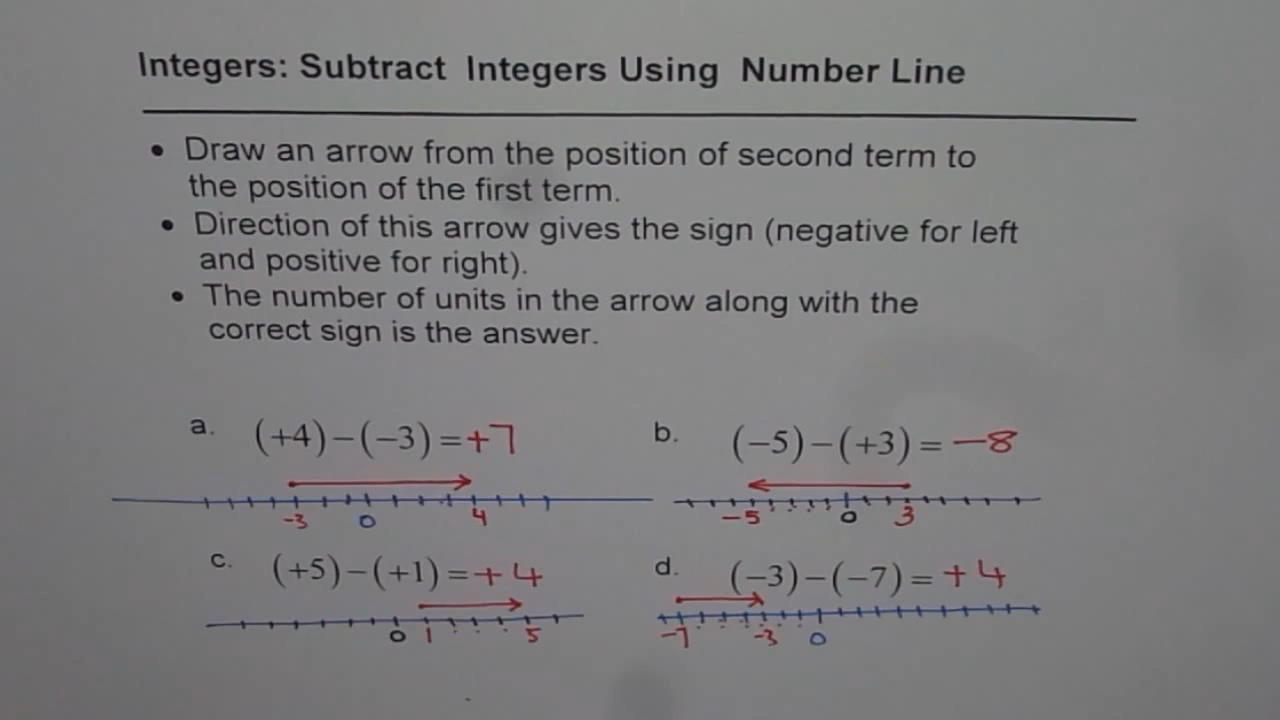 Integers: Subtract Integers Using Number Line
• Draw an arrow from the position of second term to
the position of the first term.
• Direction of this arrow gives the sign (negative for left
and positive for right).
• The number of units in the arrow along with the
correct sign is the answer.
a. (+4)−(−3)=+7
b. (−5)−(+3)=−8
-3 0 4
-5 0 3
c. (+5)−(+1)=+4
d. (−3)−(−7)=+4
0 1 5
-7 -3 0